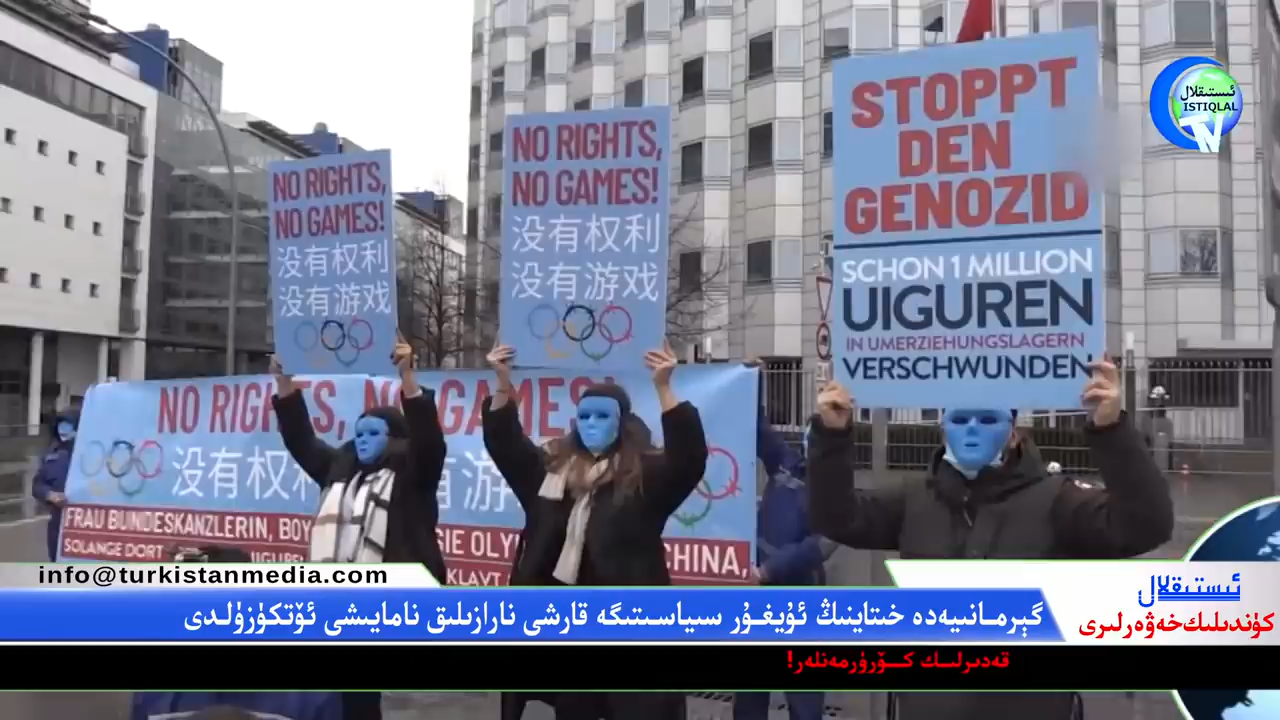 ئىستىقلال
ISTIQLAL
TV
STOPPT
DEN
GENOZID
SCHON 1 MILLION
UIGUREN
IN UMERZIEHUNGSLAGERN
VERSCHWUNDEN
NO RIGHTS,
NO GAMES!
没有权利
没有游戏
NO RIGHTS,
NO GAMES!
没有权利
没有游戏
NO RIGHTS, NO GAMES!
没有权利
FRAU BUNDESKANZLERIN,
CHINA,
SOLANGE DORT
info@turkistanmedia.com
گېرمانىيەدە خىتاينىڭ ئۇيغۇر سىياسىتىگە قارشى نارازىلىق نامايىشى ئۆتكۈزۈلدى
ئىستىقلال
كۈندىلىك خەۋەرلىرى
قەدىرلىك كۆرۈرمەنلەر!